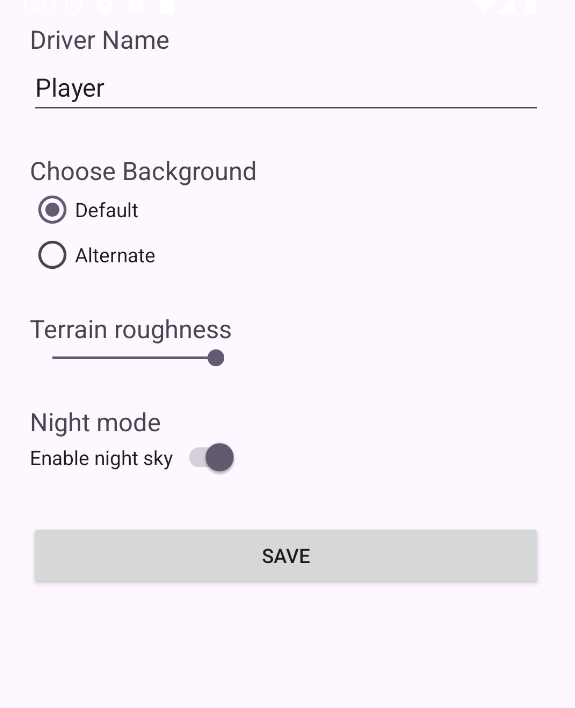 Driver Name
Player
Choose Background
Default
Alternate
Terrain roughness
Night mode
Enable night sky
SAVE